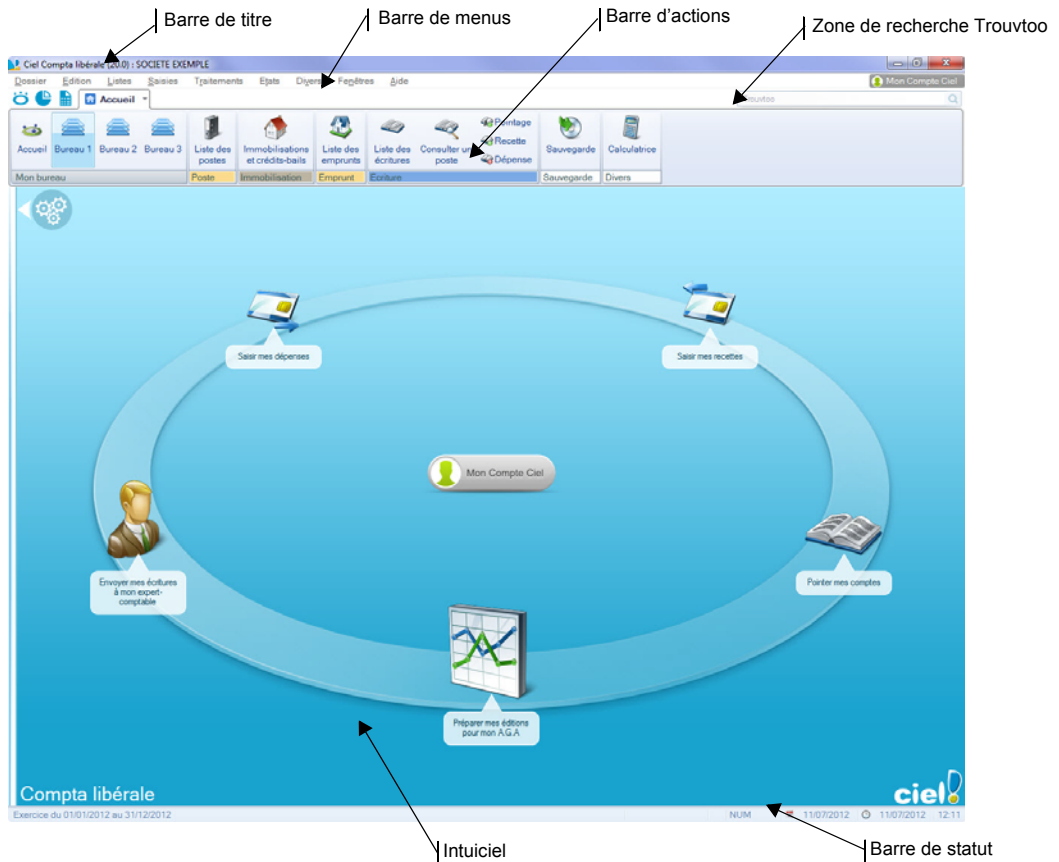 Barre de titre
Barre de menus
Barre d'actions
Zone de recherche Trouvtoo
Ciel Compta libérale (20.0) : SOCIETE EXEMPLE
Dossier Edition Listes Saisies Traitements Etats Divers Fenêtres Aide
Mon Compte Ciel
Accueil
Trouvtoo
Accueil Bureau 1 Bureau 2 Bureau 3
Liste des postes
Immobilisations et crédits-bails
Liste des emprunts
Liste des écritures
Consulter un poste
Pointage
Recette
Dépense
Sauvegarde
Calculatrice
Mon bureau Poste Immobilisation Emprunt Ecriture Sauvegarde Divers
Saisir mes dépenses
Saisir mes recettes
Mon Compte Ciel
Envoyer mes écritures
à mon expert-
comptable
Pointer mes comptes
Préparer mes éditions
pour mon A.G.A
Compta libérale
ciel!
Exercice du 01/01/2012 au 31/12/2012
NUM 11/07/2012 11/07/2012 12:11
Intuiciel
Barre de statut